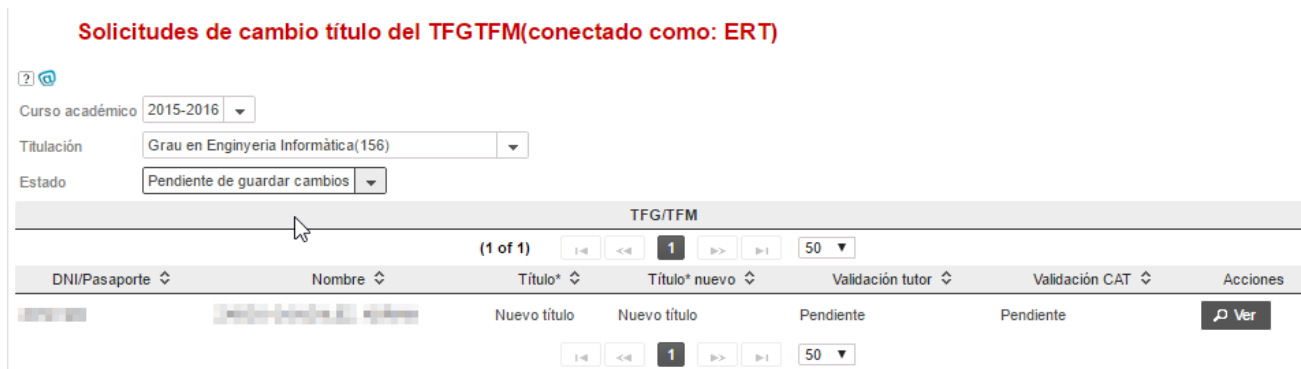 Solicitudes de cambio título del TFGTFM(conectado como: ERT)
?@
Curso académico 2015-2016
Titulación Grau en Enginyeria Informàtica(156)
Estado Pendiente de guardar cambios
TFG/TFM
(1 of 1) 1 50
DNI/Pasaporte Nombre Título* Título* nuevo Validación tutor Validación CAT Acciones
Nuevo título Nuevo título Pendiente Pendiente Ver
1 50